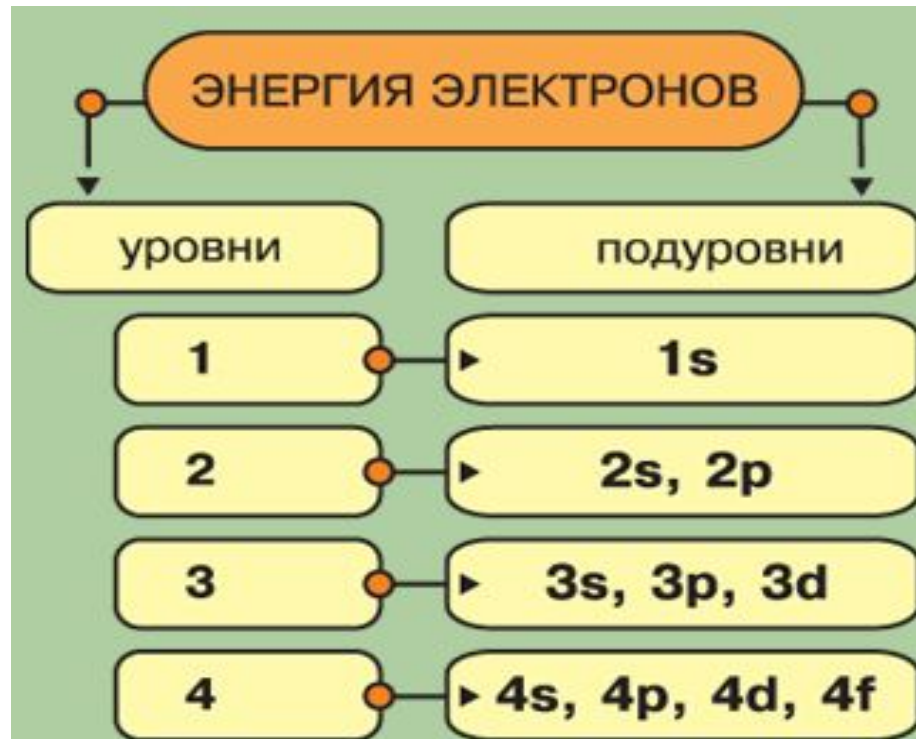 ЭНЕРГИЯ ЭЛЕКТРОНОВ
уровни подуровни
1 1s
2 2s, 2p
3 3s, 3p, 3d
4 4s, 4p, 4d, 4f